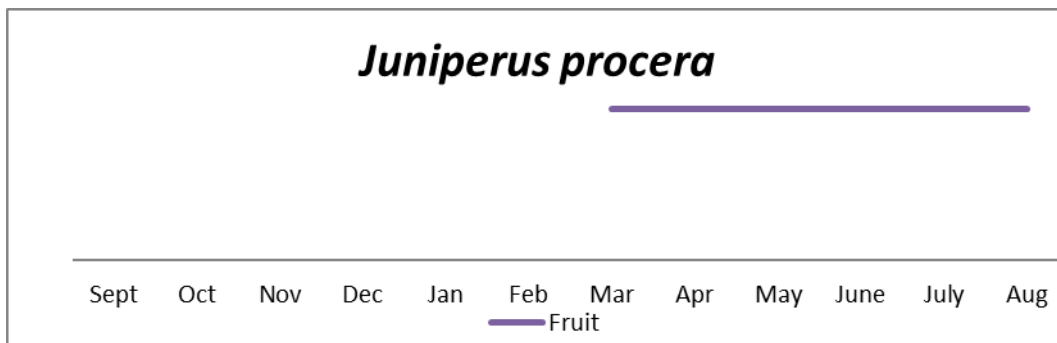 Juniperus procera
Sept Oct Nov Dec Jan Feb Mar Apr May June July Aug
Fruit